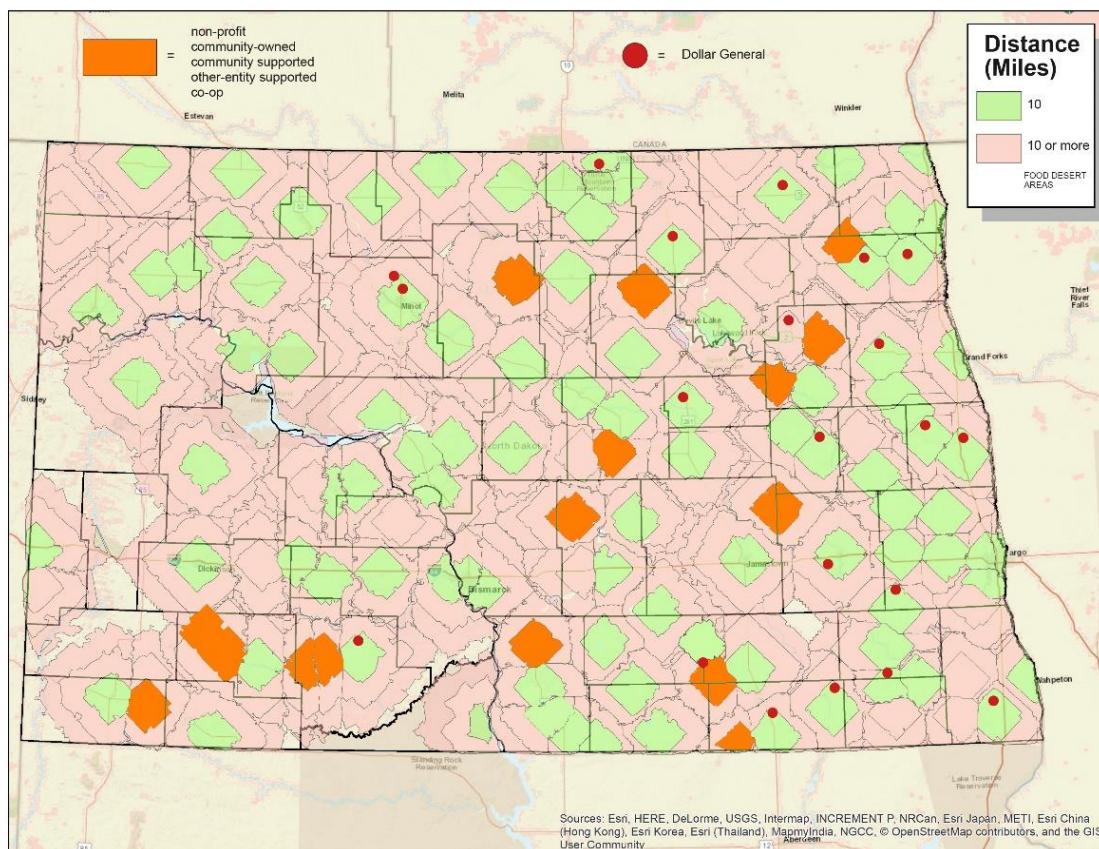 non-profit
= community-owned
community supported
other-entity supported
co-op
= Dollar General
Distance
(Miles)
10
10 or more
FOOD DESERT
AREAS
Estevan
Melita
Winkler
CANADA
Reservation
Minot
Devils Lake
Thief
River
Falls
Grand Forks
Sidney
North Dakota
Dickinson
Bismarck
Jamestown
Fargo
Wahpeton
Standing Rock
Reservation
Lake Traverse
Reservation
Aberdeen
Sources: Esri, HERE, DeLorme, USGS, Intermap, INCREMENT P, NRCan, Esri Japan, METI, Esri China
(Hong Kong), Esri Korea, Esri (Thailand), MapmyIndia, NGCC, © OpenStreetMap contributors, and the GIS
User Community